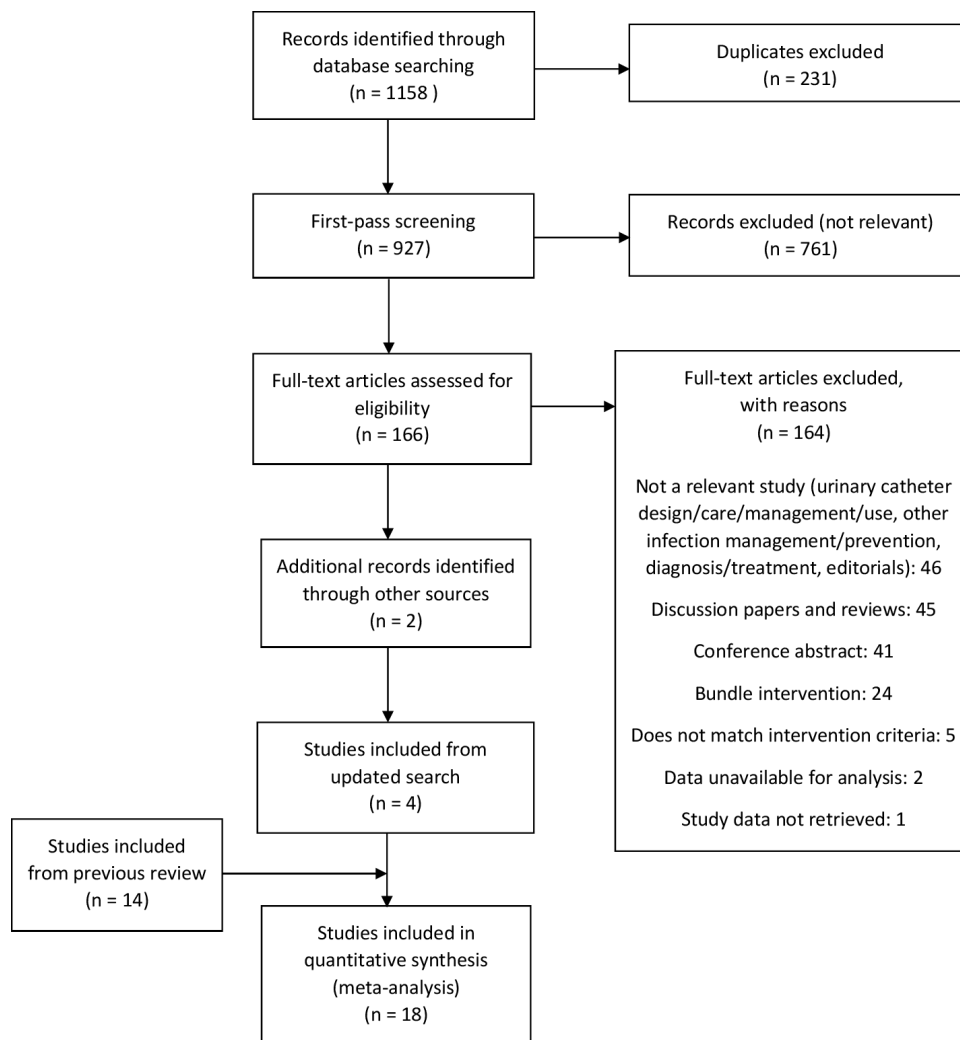 Records identified through
database searching
(n = 1158 )
Duplicates excluded
(n = 231)
First-pass screening
(n = 927)
Records excluded (not relevant)
(n = 761)
Full-text articles assessed for
eligibility
(n = 166)
Full-text articles excluded,
with reasons
(n = 164)
Not a relevant study (urinary catheter
design/care/management/use, other
infection management/prevention,
diagnosis/treatment, editorials): 46
Discussion papers and reviews: 45
Conference abstract: 41
Bundle intervention: 24
Does not match intervention criteria: 5
Data unavailable for analysis: 2
Study data not retrieved: 1
Additional records identified
through other sources
(n = 2)
Studies included from
updated search
(n = 4)
Studies included
from previous review
(n = 14)
Studies included in
quantitative synthesis
(meta-analysis)
(n = 18)